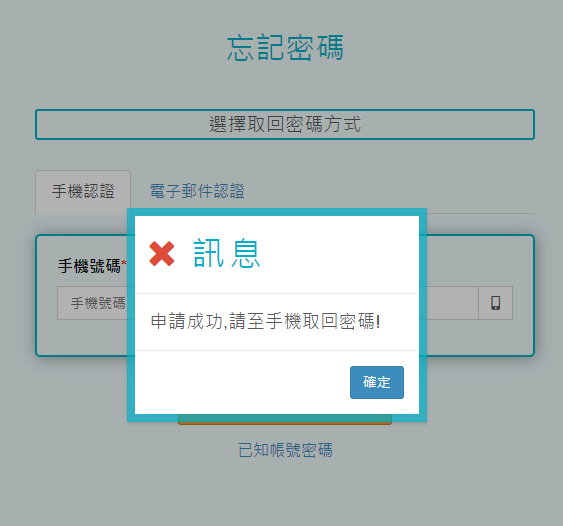 忘記密碼
選擇取回密碼方式
手機認證
電子郵件認證
手機號碼*
手機號碼
訊息
申請成功,請至手機取回密碼!
確定
已知帳號密碼